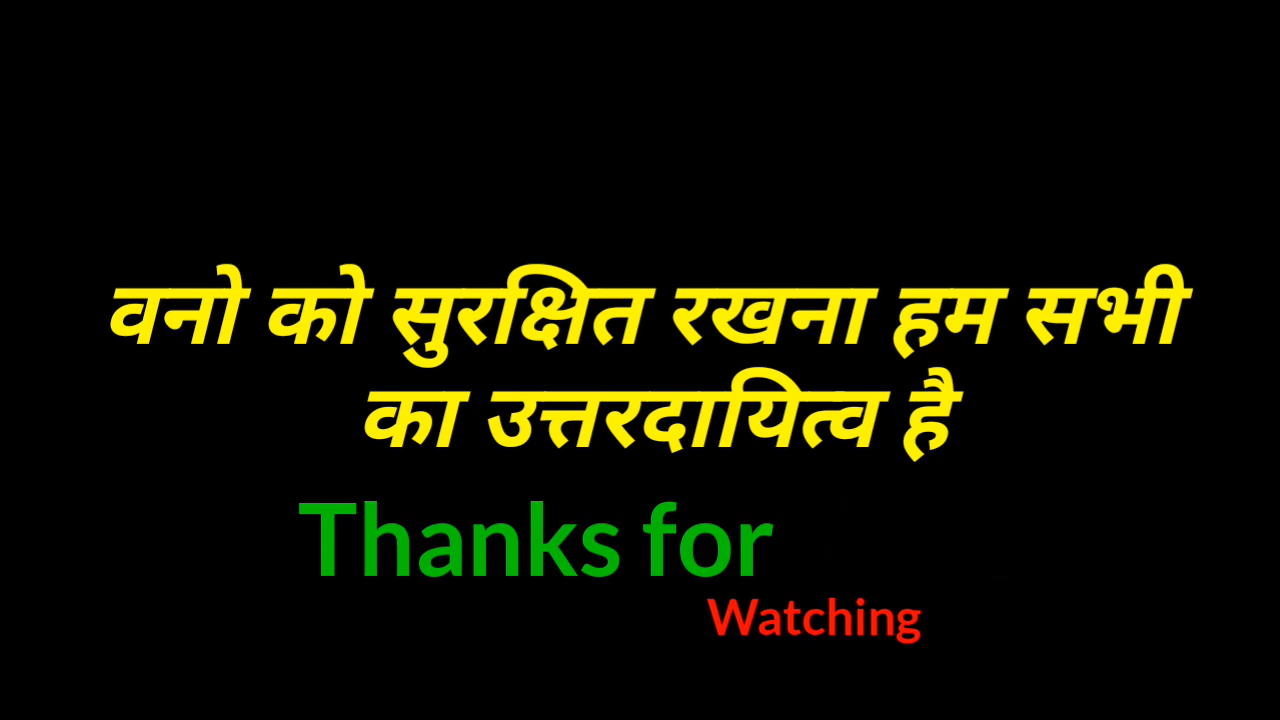 वनो को सुरक्षित रखना हम सभी
का उत्तरदायित्व है
Thanks for
Watching